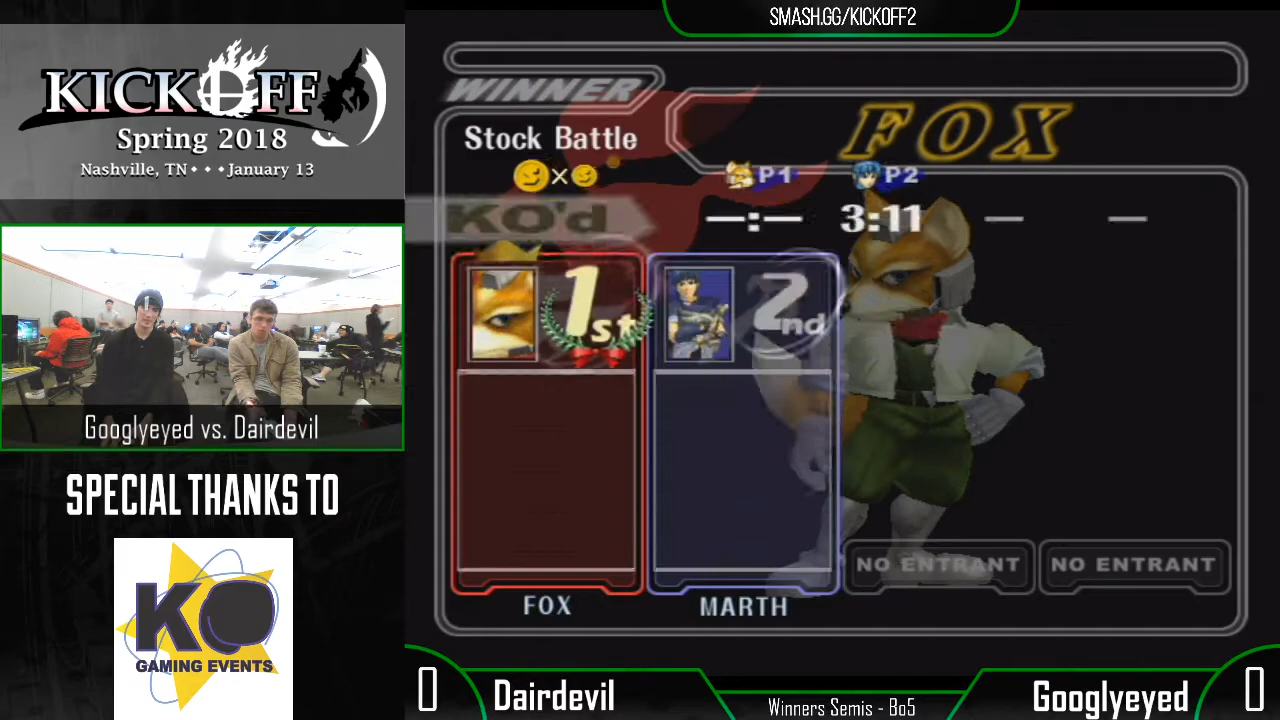 SMASH.GG/KICKOFF2
KICKOFF
Spring 2018
Nashville, TN • • • January 13
WINNER
FOX
Stock Battle
×
P1 P2
KO'd
—:— 3:11 — —
1st
2nd
Googlyeyed vs. Dairdevil
SPECIAL THANKS TO
KO
GAMING EVENTS
NO ENTRANT NO ENTRANT
FOX MARTH
0 Dairdevil
Winners Semis - Bo5
Googlyeyed 0